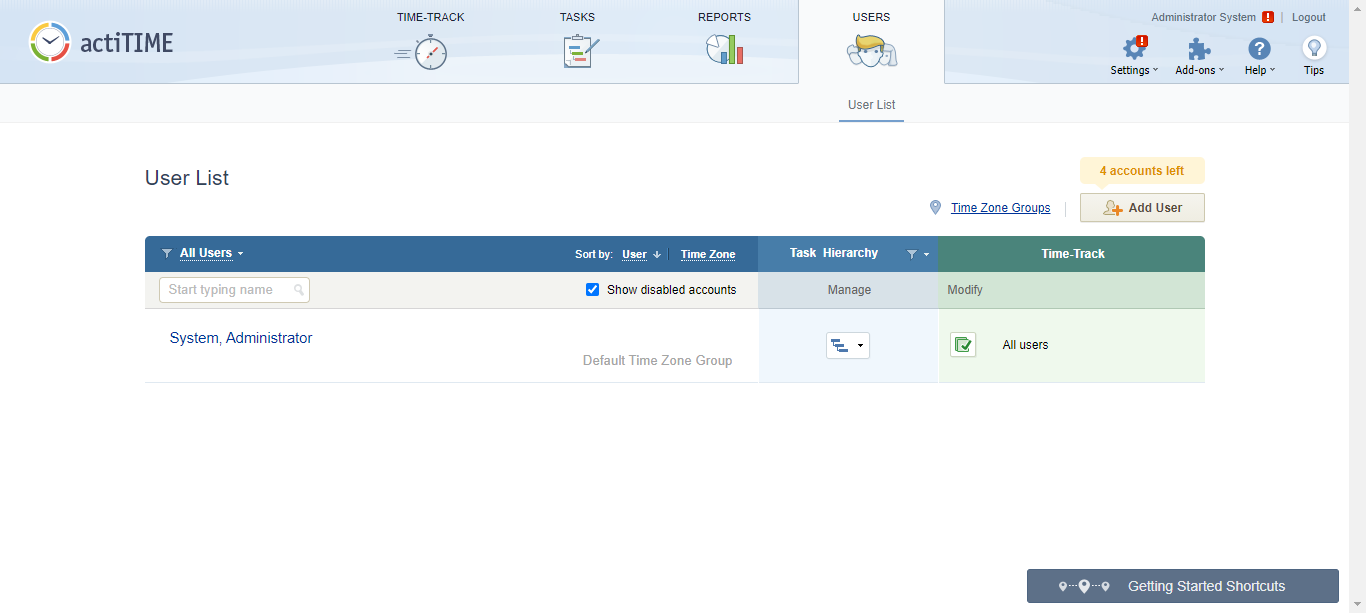 actiTIME
TIME-TRACK
TASKS
REPORTS
USERS
Administrator System ! Logout
Settings
Add-ons
Help
Tips
User List
User List
4 accounts left
Time Zone Groups
Add User
All Users
Sort by: User Time Zone
Task Hierarchy
Time-Track
Start typing name
Show disabled accounts
Manage
Modify
System, Administrator
Default Time Zone Group
All users
Getting Started Shortcuts